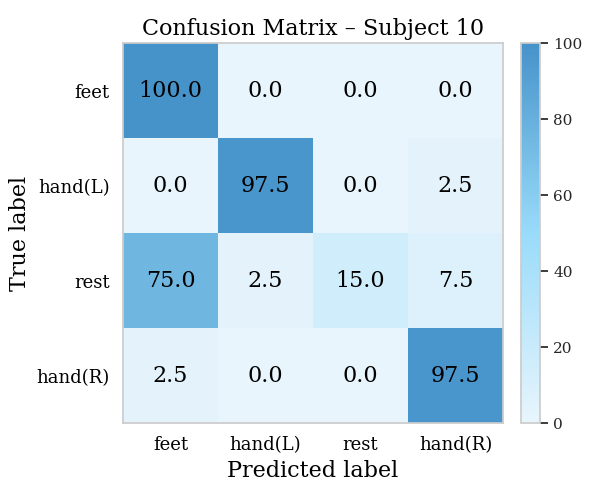 Confusion Matrix – Subject 10
True label
feet 100.0 0.0 0.0 0.0
hand(L) 0.0 97.5 0.0 2.5
rest 75.0 2.5 15.0 7.5
hand(R) 2.5 0.0 0.0 97.5
feet hand(L) rest hand(R)
Predicted label
100
80
60
40
20
0